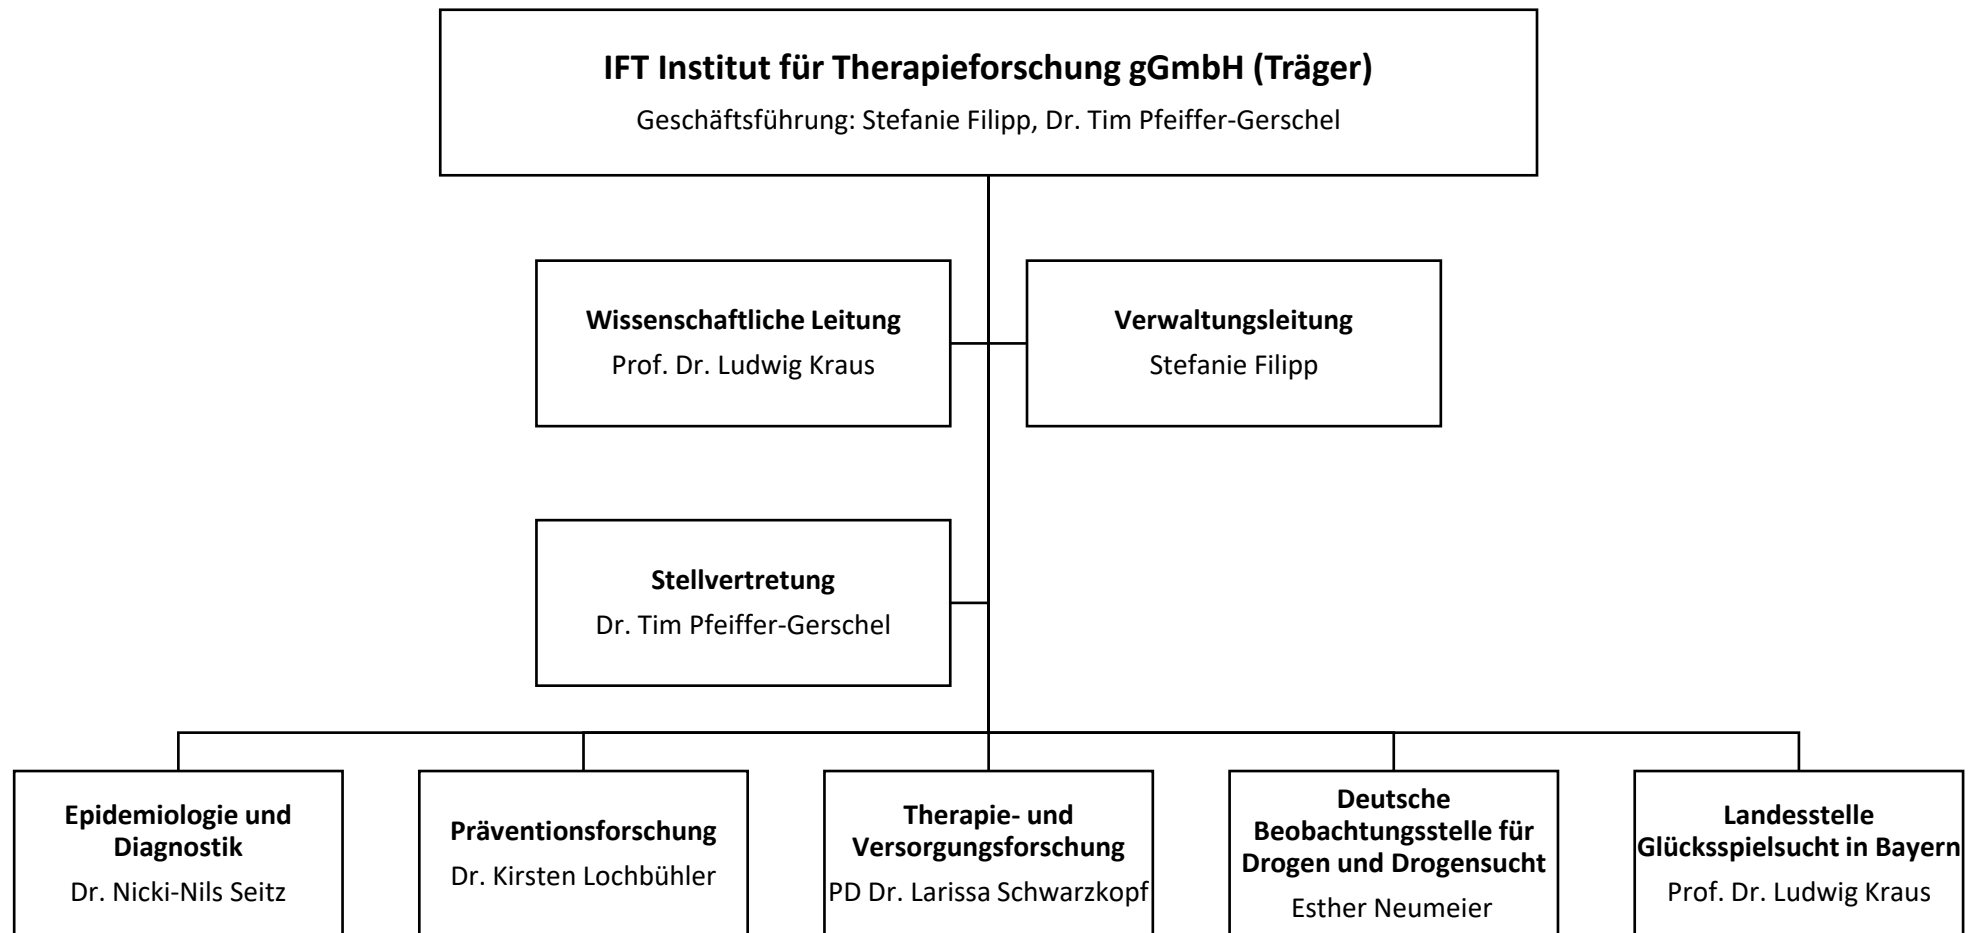 IFT Institut für Therapieforschung gGmbH (Träger)
Geschäftsführung: Stefanie Filipp, Dr. Tim Pfeiffer-Gerschel
Wissenschaftliche Leitung
Prof. Dr. Ludwig Kraus
Verwaltungsleitung
Stefanie Filipp
Stellvertretung
Dr. Tim Pfeiffer-Gerschel
Epidemiologie und
Diagnostik
Dr. Nicki-Nils Seitz
Präventionsforschung
Dr. Kirsten Lochbühler
Therapie- und
Versorgungsforschung
PD Dr. Larissa Schwarzkopf
Deutsche
Beobachtungsstelle für
Drogen und Drogensucht
Esther Neumeier
Landesstelle
Glücksspielsucht in Bayern
Prof. Dr. Ludwig Kraus